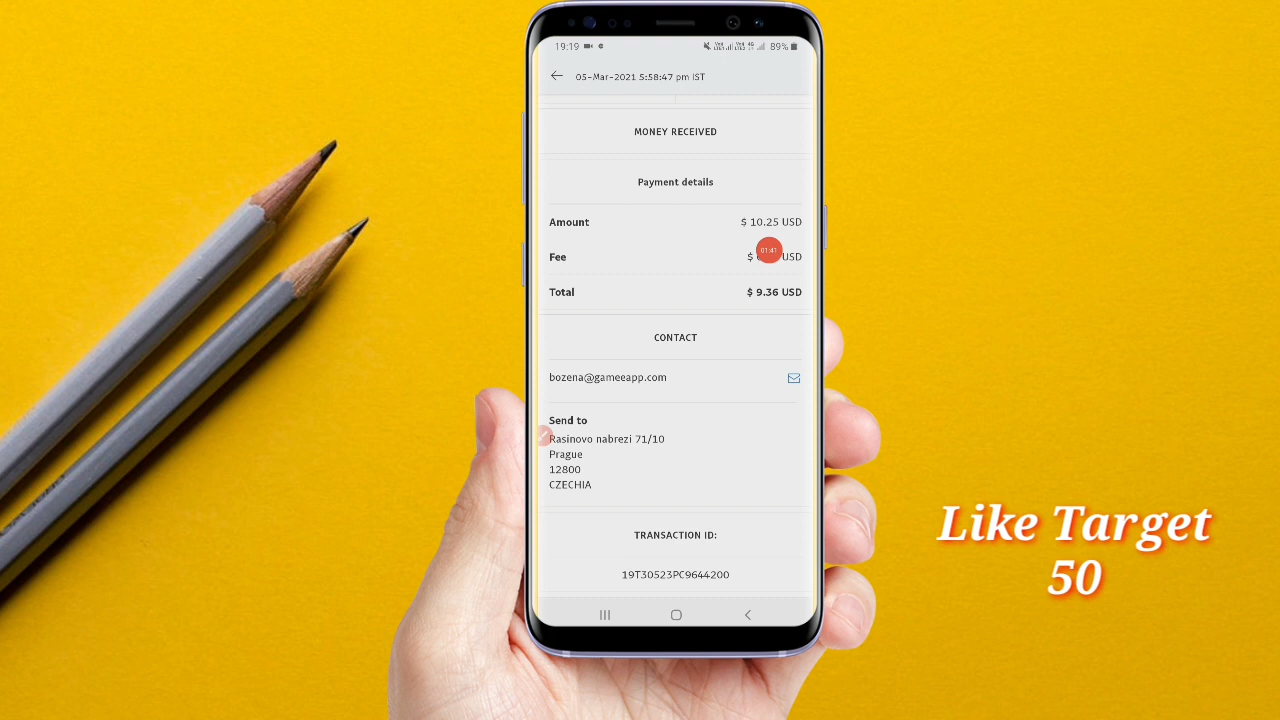 19:19
89%
05-Mar-2021 5:58:47 pm IST
MONEY RECEIVED
Payment details
Amount $ 10.25 USD
01:41
Fee $ USD
Total $ 9.36 USD
CONTACT
bozena@gameeapp.com
Send to
Rasinovo nabrezi 71/10
Prague
12800
CZECHIA
TRANSACTION ID:
19T30523PC9644200
Like Target
50